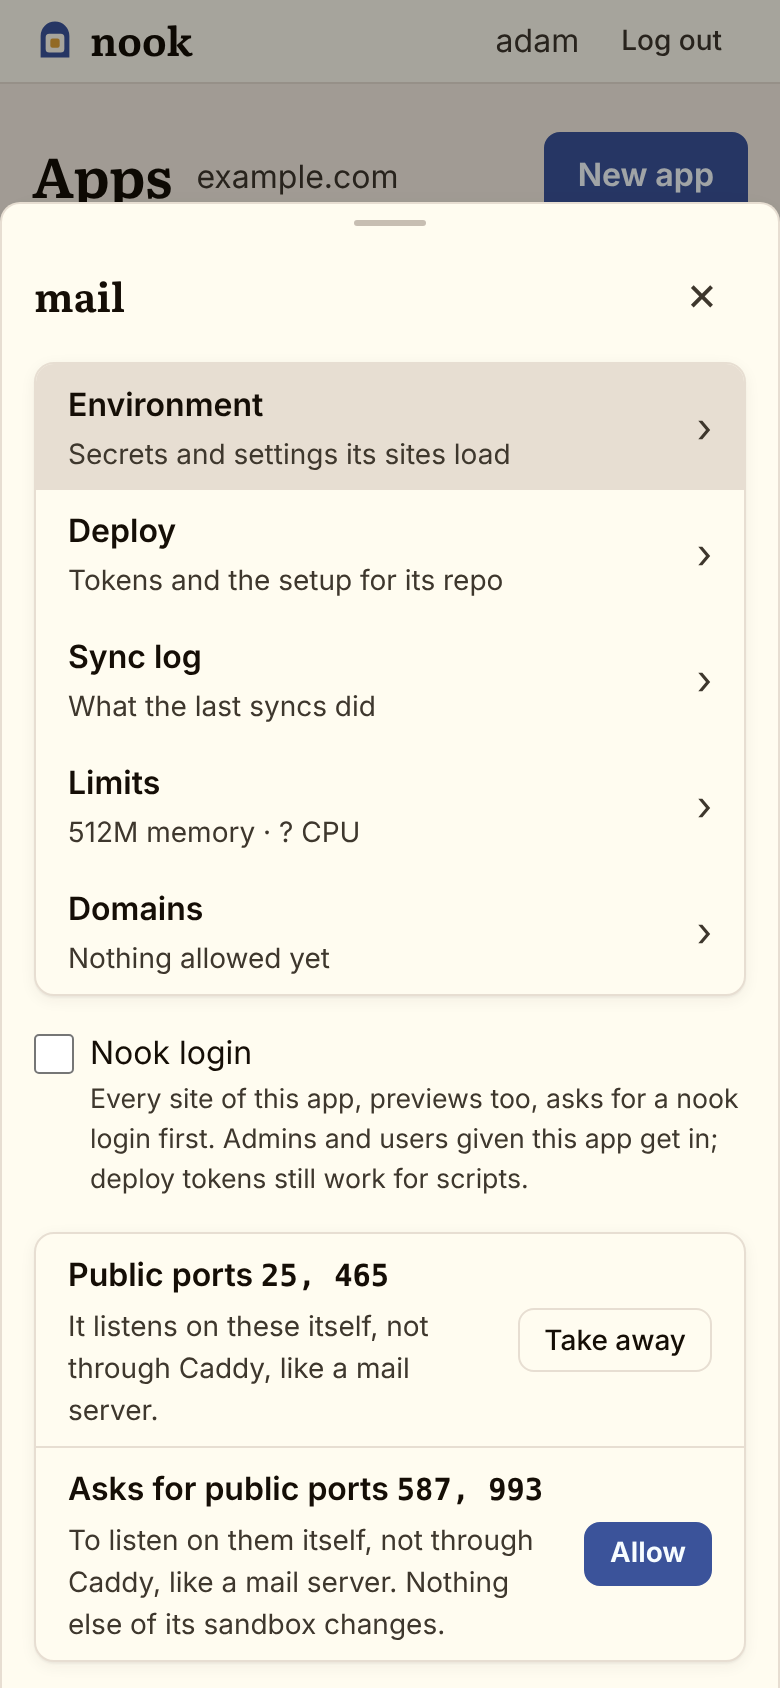 nook
adam
Log out
Apps
example.com
New app
mail
Environment
Secrets and settings its sites load
Deploy
Tokens and the setup for its repo
Sync log
What the last syncs did
Limits
512M memory · ? CPU
Domains
Nothing allowed yet
Nook login
Every site of this app, previews too, asks for a nook
login first. Admins and users given this app get in;
deploy tokens still work for scripts.
Public ports 25, 465
It listens on these itself, not
through Caddy, like a mail
server.
Take away
Asks for public ports 587, 993
To listen on them itself, not through
Caddy, like a mail server. Nothing
else of its sandbox changes.
Allow